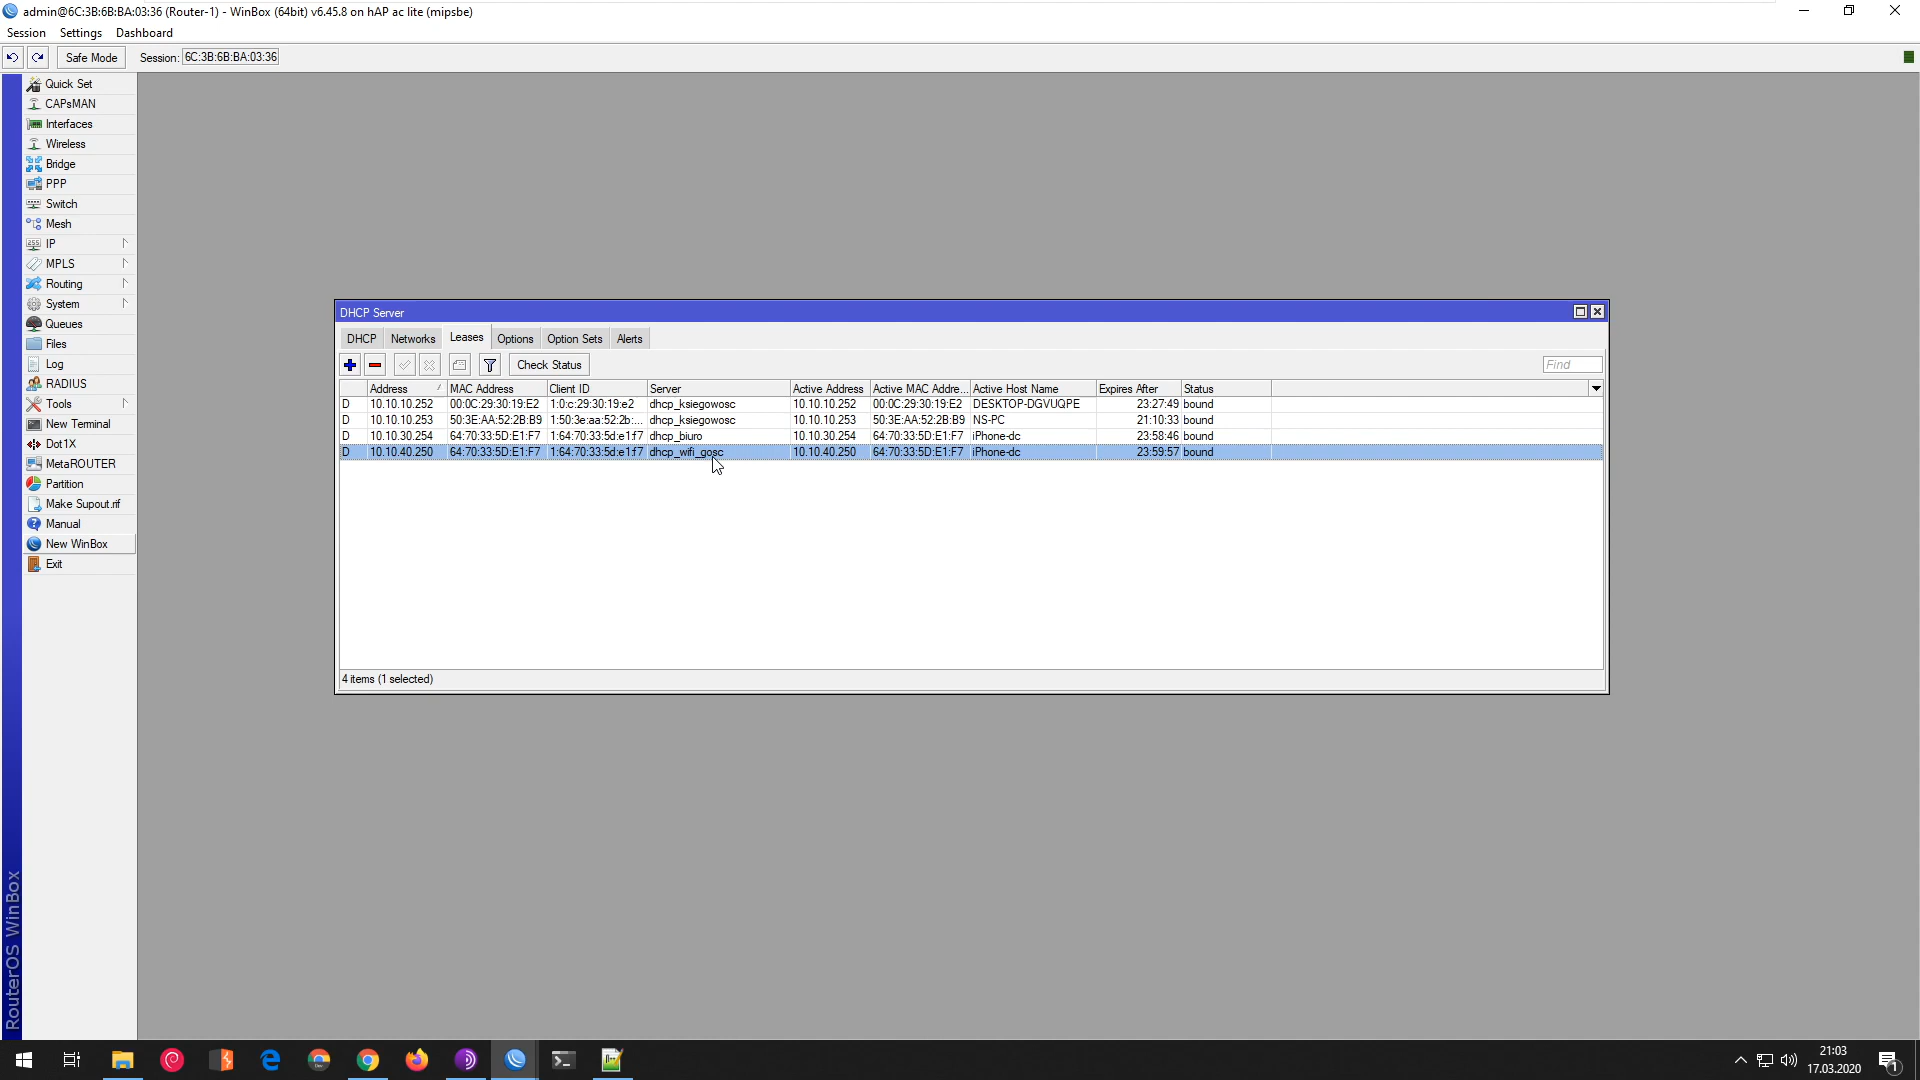 admin@6C:3B:6B:BA:03:36 (Router-1) - WinBox (64bit) v6.45.8 on hAP ac lite (mipsbe)
Session Settings Dashboard
Safe Mode Session: 6C:3B:6B:BA:03:36
Quick Set
CAPsMAN
Interfaces
Wireless
Bridge
PPP
Switch
Mesh
IP
MPLS
Routing
System
Queues
Files
Log
RADIUS
Tools
New Terminal
Dot1X
MetaROUTER
Partition
Make Supout.rif
Manual
New WinBox
Exit
RouterOS WinBox
DHCP Server
DHCP Networks Leases Options Option Sets Alerts
Check Status Find
Address MAC Address Client ID Server Active Address Active MAC Addre... Active Host Name Expires After Status
D 10.10.10.252 00:0C:29:30:19:E2 1:0:c:29:30:19:e2 dhcp_ksiegowosc 10.10.10.252 00:0C:29:30:19:E2 DESKTOP-DGVUQPE 23:27:49 bound
D 10.10.10.253 50:3E:AA:52:2B:B9 1:50:3e:aa:52:2b:... dhcp_ksiegowosc 10.10.10.253 50:3E:AA:52:2B:B9 NS-PC 21:10:33 bound
D 10.10.30.254 64:70:33:5D:E1:F7 1:64:70:33:5d:e1:f7 dhcp_biuro 10.10.30.254 64:70:33:5D:E1:F7 iPhone-dc 23:58:46 bound
D 10.10.40.250 64:70:33:5D:E1:F7 1:64:70:33:5d:e1:f7 dhcp_wifi_gosc 10.10.40.250 64:70:33:5D:E1:F7 iPhone-dc 23:59:57 bound
4 items (1 selected)
21:03
17.03.2020
1